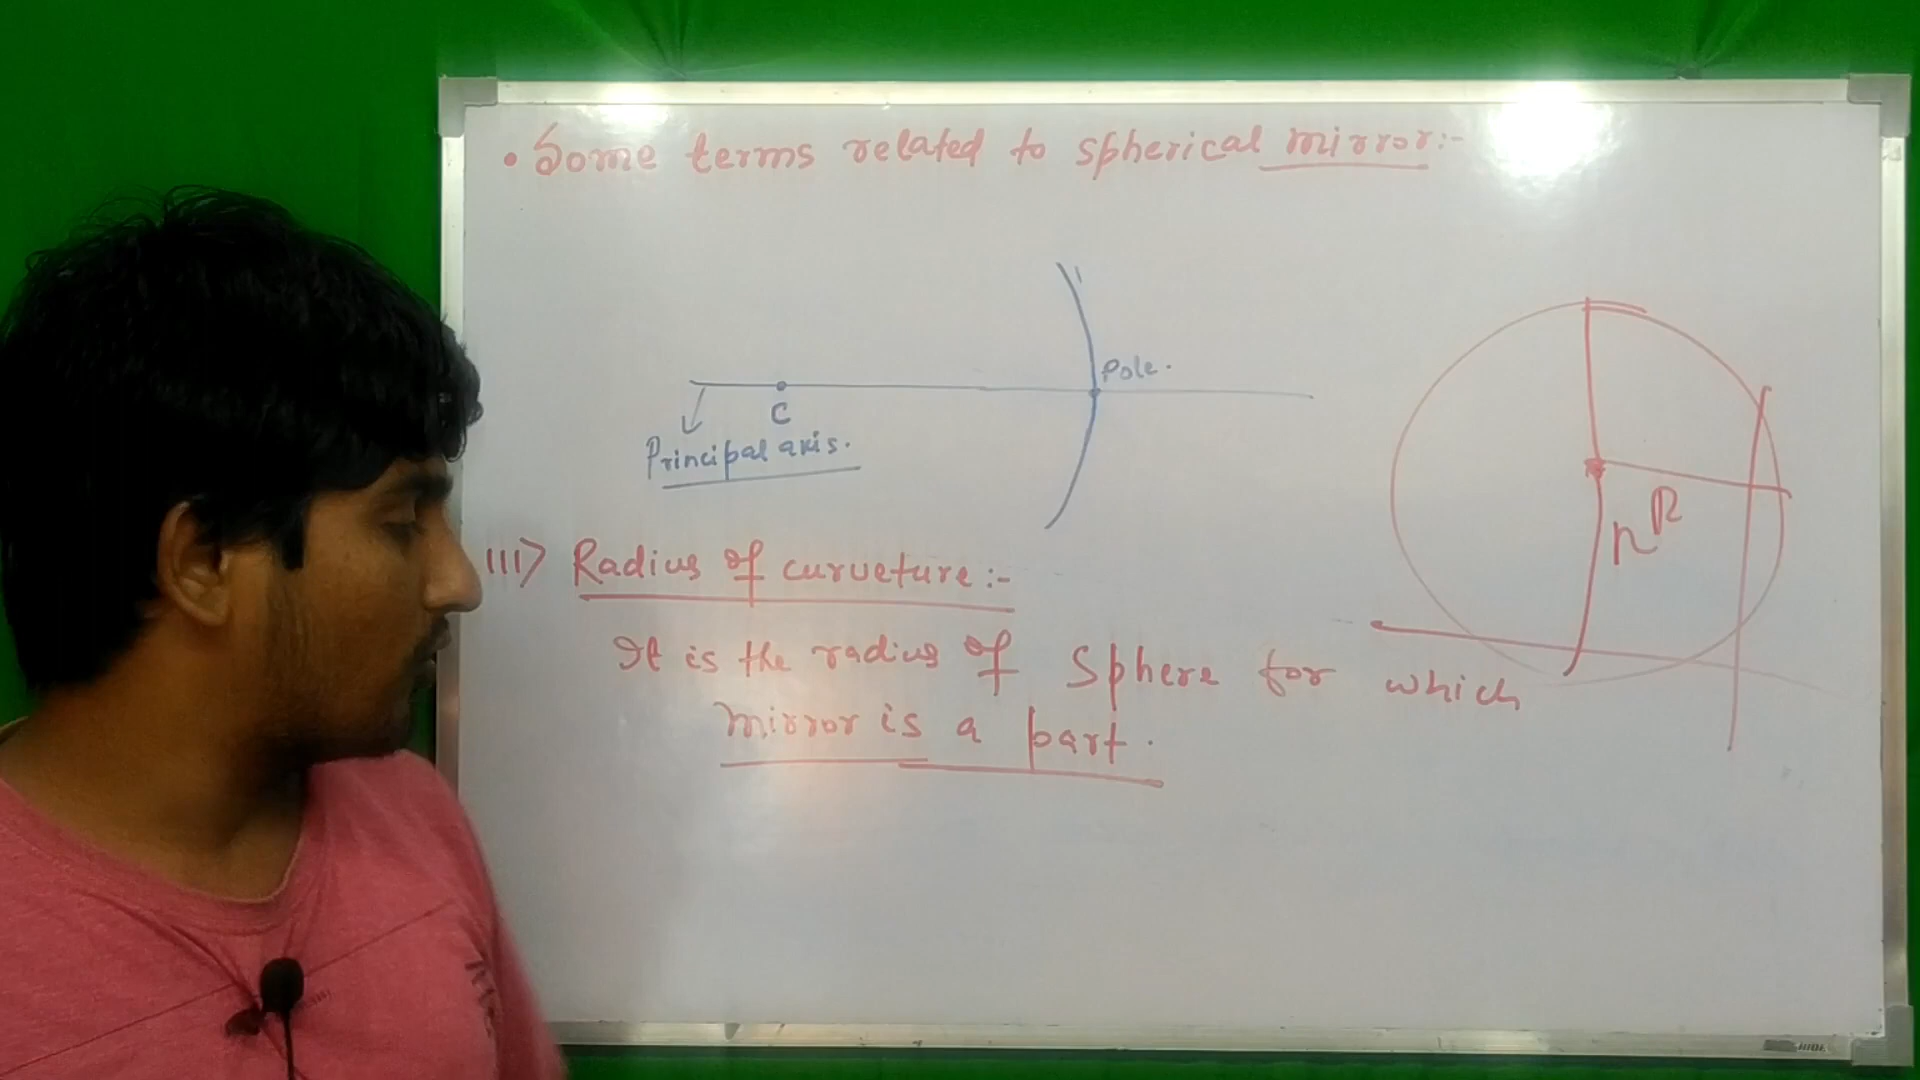 • Some terms related to spherical mirror:-
Pole.
C
Principal axis.
R
III) Radius of curveture:-
It is the radius of Sphere for which
mirror is a part.